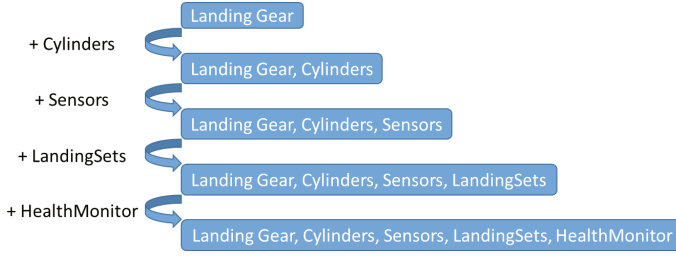 Landing Gear
+ Cylinders
Landing Gear, Cylinders
+ Sensors
Landing Gear, Cylinders, Sensors
+ LandingSets
Landing Gear, Cylinders, Sensors, LandingSets
+ HealthMonitor
Landing Gear, Cylinders, Sensors, LandingSets, HealthMonitor